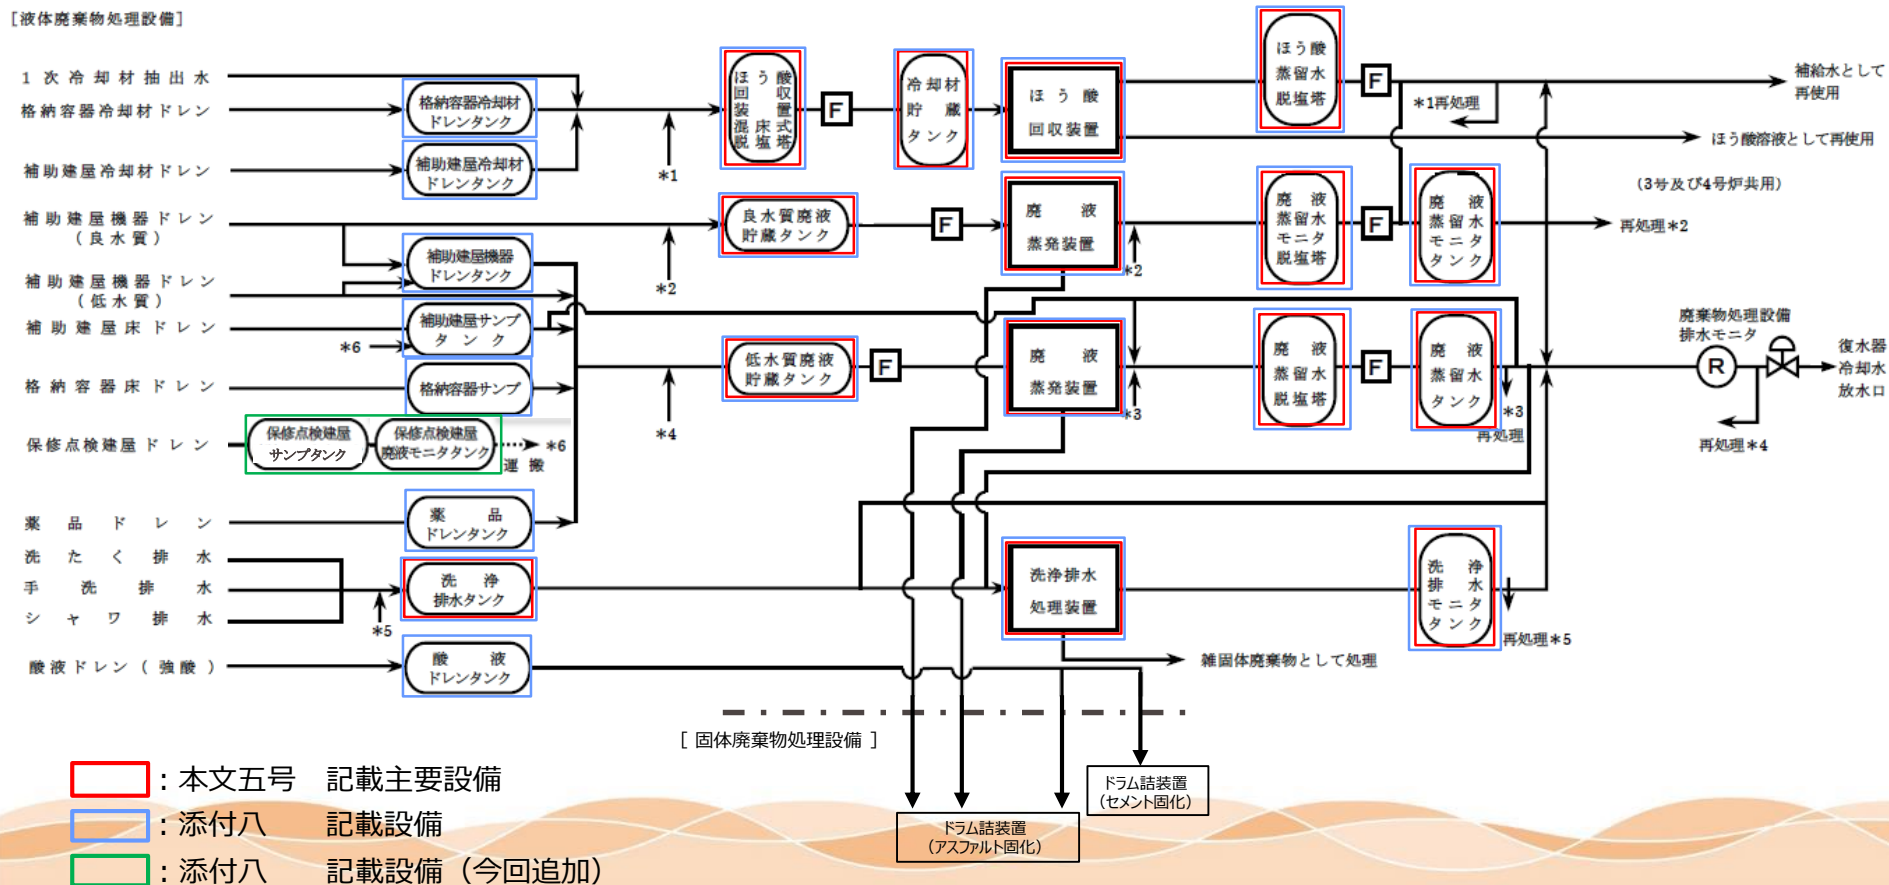 [液体廃棄物処理設備]
1次冷却材抽出水
格納容器冷却材ドレン
補助建屋冷却材ドレン
補助建屋機器ドレン
（良水質）
補助建屋機器ドレン
（低水質）
補助建屋床ドレン
*6
格納容器床ドレン
保修点検建屋ドレン
薬品ドレン
洗たく排水
手洗排水
シャワ排水
酸液ドレン（強酸）
格納容器冷却材
ドレンタンク
補助建屋冷却材
ドレンタンク
補助建屋機器
ドレンタンク
補助建屋サンプ
タンク
格納容器サンプ
保修点検建屋
サンプタンク
保修点検建屋
廃液モニタタンク
*6
運搬
薬品
ドレンタンク
洗浄
排水タンク
*5
酸液
ドレンタンク
*1
*2
*4
ほう酸
回収
装置
混床式
脱塩塔
F
冷却材
貯蔵
タンク
ほう酸
回収装置
ほう酸
蒸留水
脱塩塔
F
*1再処理
補給水として
再使用
ほう酸溶液として再使用
（3号及び4号炉共用）
良水質廃液
貯蔵タンク
F
廃液
蒸発装置
*2
廃液
蒸留水
モニタ
脱塩塔
F
廃液
蒸留水
モニタ
タンク
再処理*2
低水質廃液
貯蔵タンク
F
廃液
蒸発装置
*3
廃液
蒸留水
脱塩塔
F
廃液
蒸留水
タンク
*3
再処理
廃棄物処理設備
排水モニタ
R
再処理*4
復水器
冷却水
放水口
洗浄排水
処理装置
洗浄
排水
モニタ
タンク
再処理*5
雑固体廃棄物として処理
[ 固体廃棄物処理設備 ]
ドラム詰装置
（セメント固化）
ドラム詰装置
（アスファルト固化）
：本文五号　記載主要設備
：添付八　記載設備
：添付八　記載設備（今回追加）